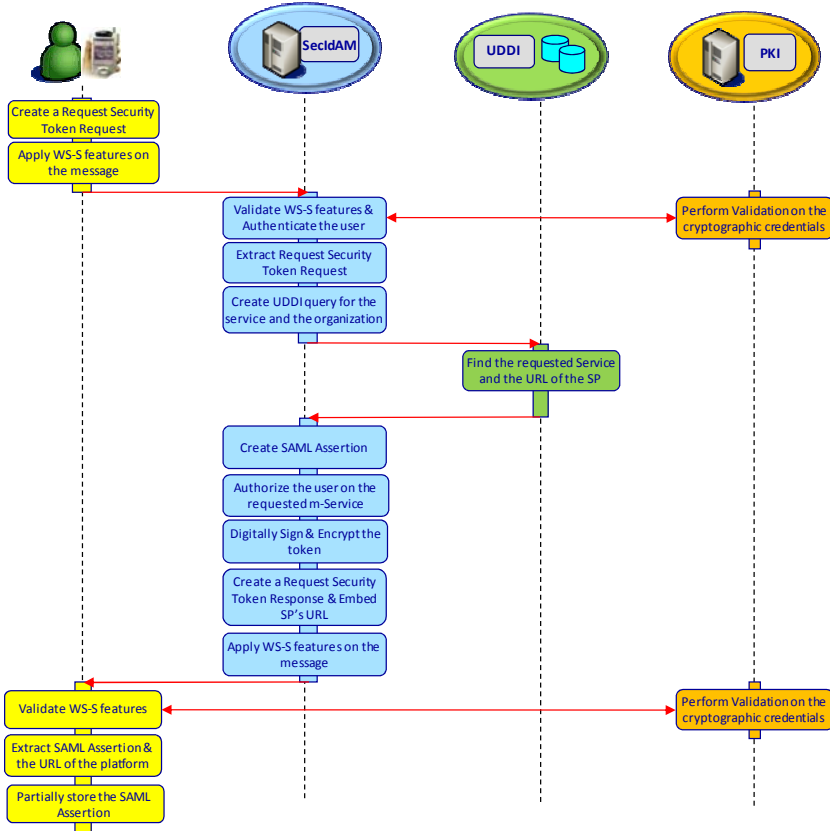 SecIdAM
UDDI
PKI
Create a Request Security
Token Request
Apply WS-S features on
the message
Validate WS-S features &
Authenticate the user
Perform Validation on the
cryptographic credentials
Extract Request Security
Token Request
Create UDDI query for the
service and the organization
Find the requested Service
and the URL of the SP
Create SAML Assertion
Authorize the user on the
requested m-Service
Digitally Sign & Encrypt the
token
Create a Request Security
Token Response & Embed
SP's URL
Apply WS-S features on the
message
Validate WS-S features
Perform Validation on the
cryptographic credentials
Extract SAML Assertion &
the URL of the platform
Partially store the SAML
Assertion